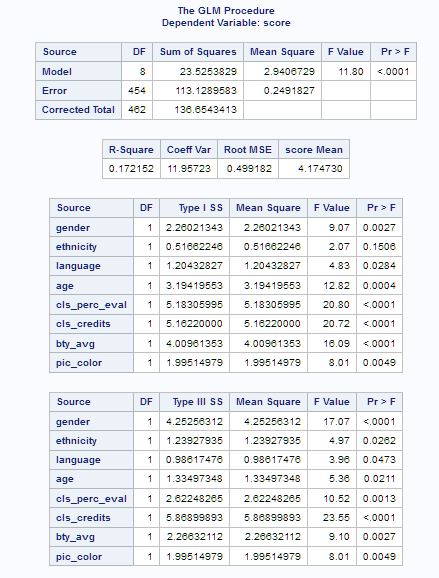 The GLM Procedure
Dependent Variable: score
Source DF Sum of Squares Mean Square F Value Pr > F
Model 8 23.5253829 2.9406729 11.80 <.0001
Error 454 113.1289583 0.2491827
Corrected Total 462 136.6543413
R-Square Coeff Var Root MSE score Mean
0.172152 11.95723 0.499182 4.174730
Source DF Type I SS Mean Square F Value Pr > F
gender 1 2.26021343 2.26021343 9.07 0.0027
ethnicity 1 0.51662246 0.51662246 2.07 0.1506
language 1 1.20432827 1.20432827 4.83 0.0284
age 1 3.19419553 3.19419553 12.82 0.0004
cls_perc_eval 1 5.18305995 5.18305995 20.80 <.0001
cls_credits 1 5.16220000 5.16220000 20.72 <.0001
bty_avg 1 4.00961353 4.00961353 16.09 <.0001
pic_color 1 1.99514979 1.99514979 8.01 0.0049
Source DF Type III SS Mean Square F Value Pr > F
gender 1 4.25256312 4.25256312 17.07 <.0001
ethnicity 1 1.23927935 1.23927935 4.97 0.0262
language 1 0.98617476 0.98617476 3.96 0.0473
age 1 1.33497348 1.33497348 5.36 0.0211
cls_perc_eval 1 2.62248265 2.62248265 10.52 0.0013
cls_credits 1 5.86899893 5.86899893 23.55 <.0001
bty_avg 1 2.26632112 2.26632112 9.10 0.0027
pic_color 1 1.99514979 1.99514979 8.01 0.0049